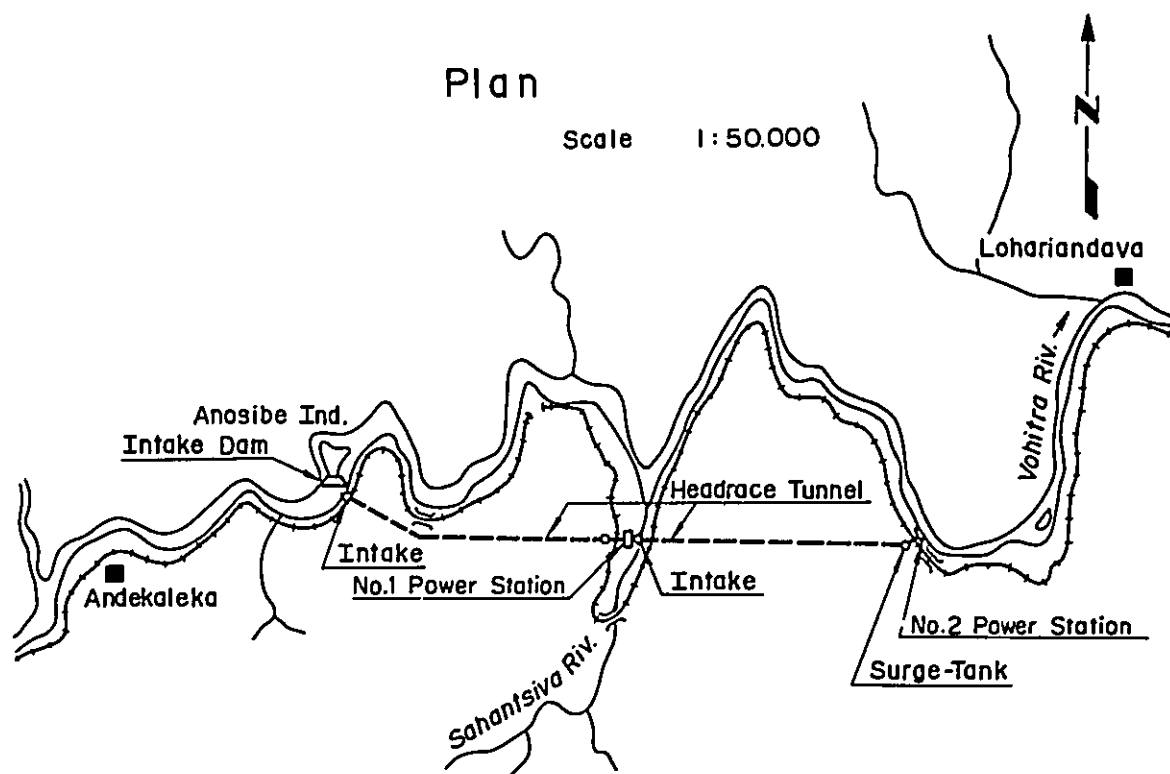 Plan
Scale 1:50.000
N
Lohariandava
Vohitra Riv.
Anosibe Ind.
Intake Dam
Headrace Tunnel
Intake
No.1 Power Station
Intake
Andekaleka
No.2 Power Station
Surge-Tank
Sahantsiva Riv.